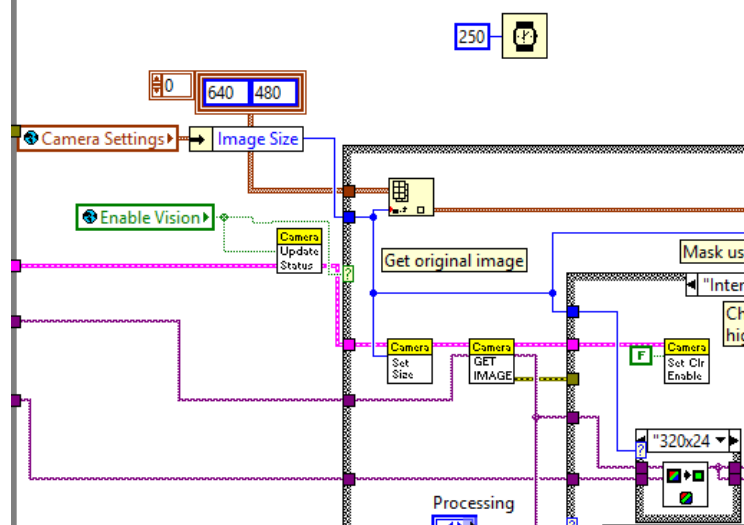 250
0
640 480
Camera Settings
Image Size
Enable Vision
Camera
Update
Status
?
Get original image
Mask us
"Inter
Ch
hig
Camera
Set
Size
Camera
GET
IMAGE
F
Camera
Set Clr
Enable
"320x24
?
Processing
?